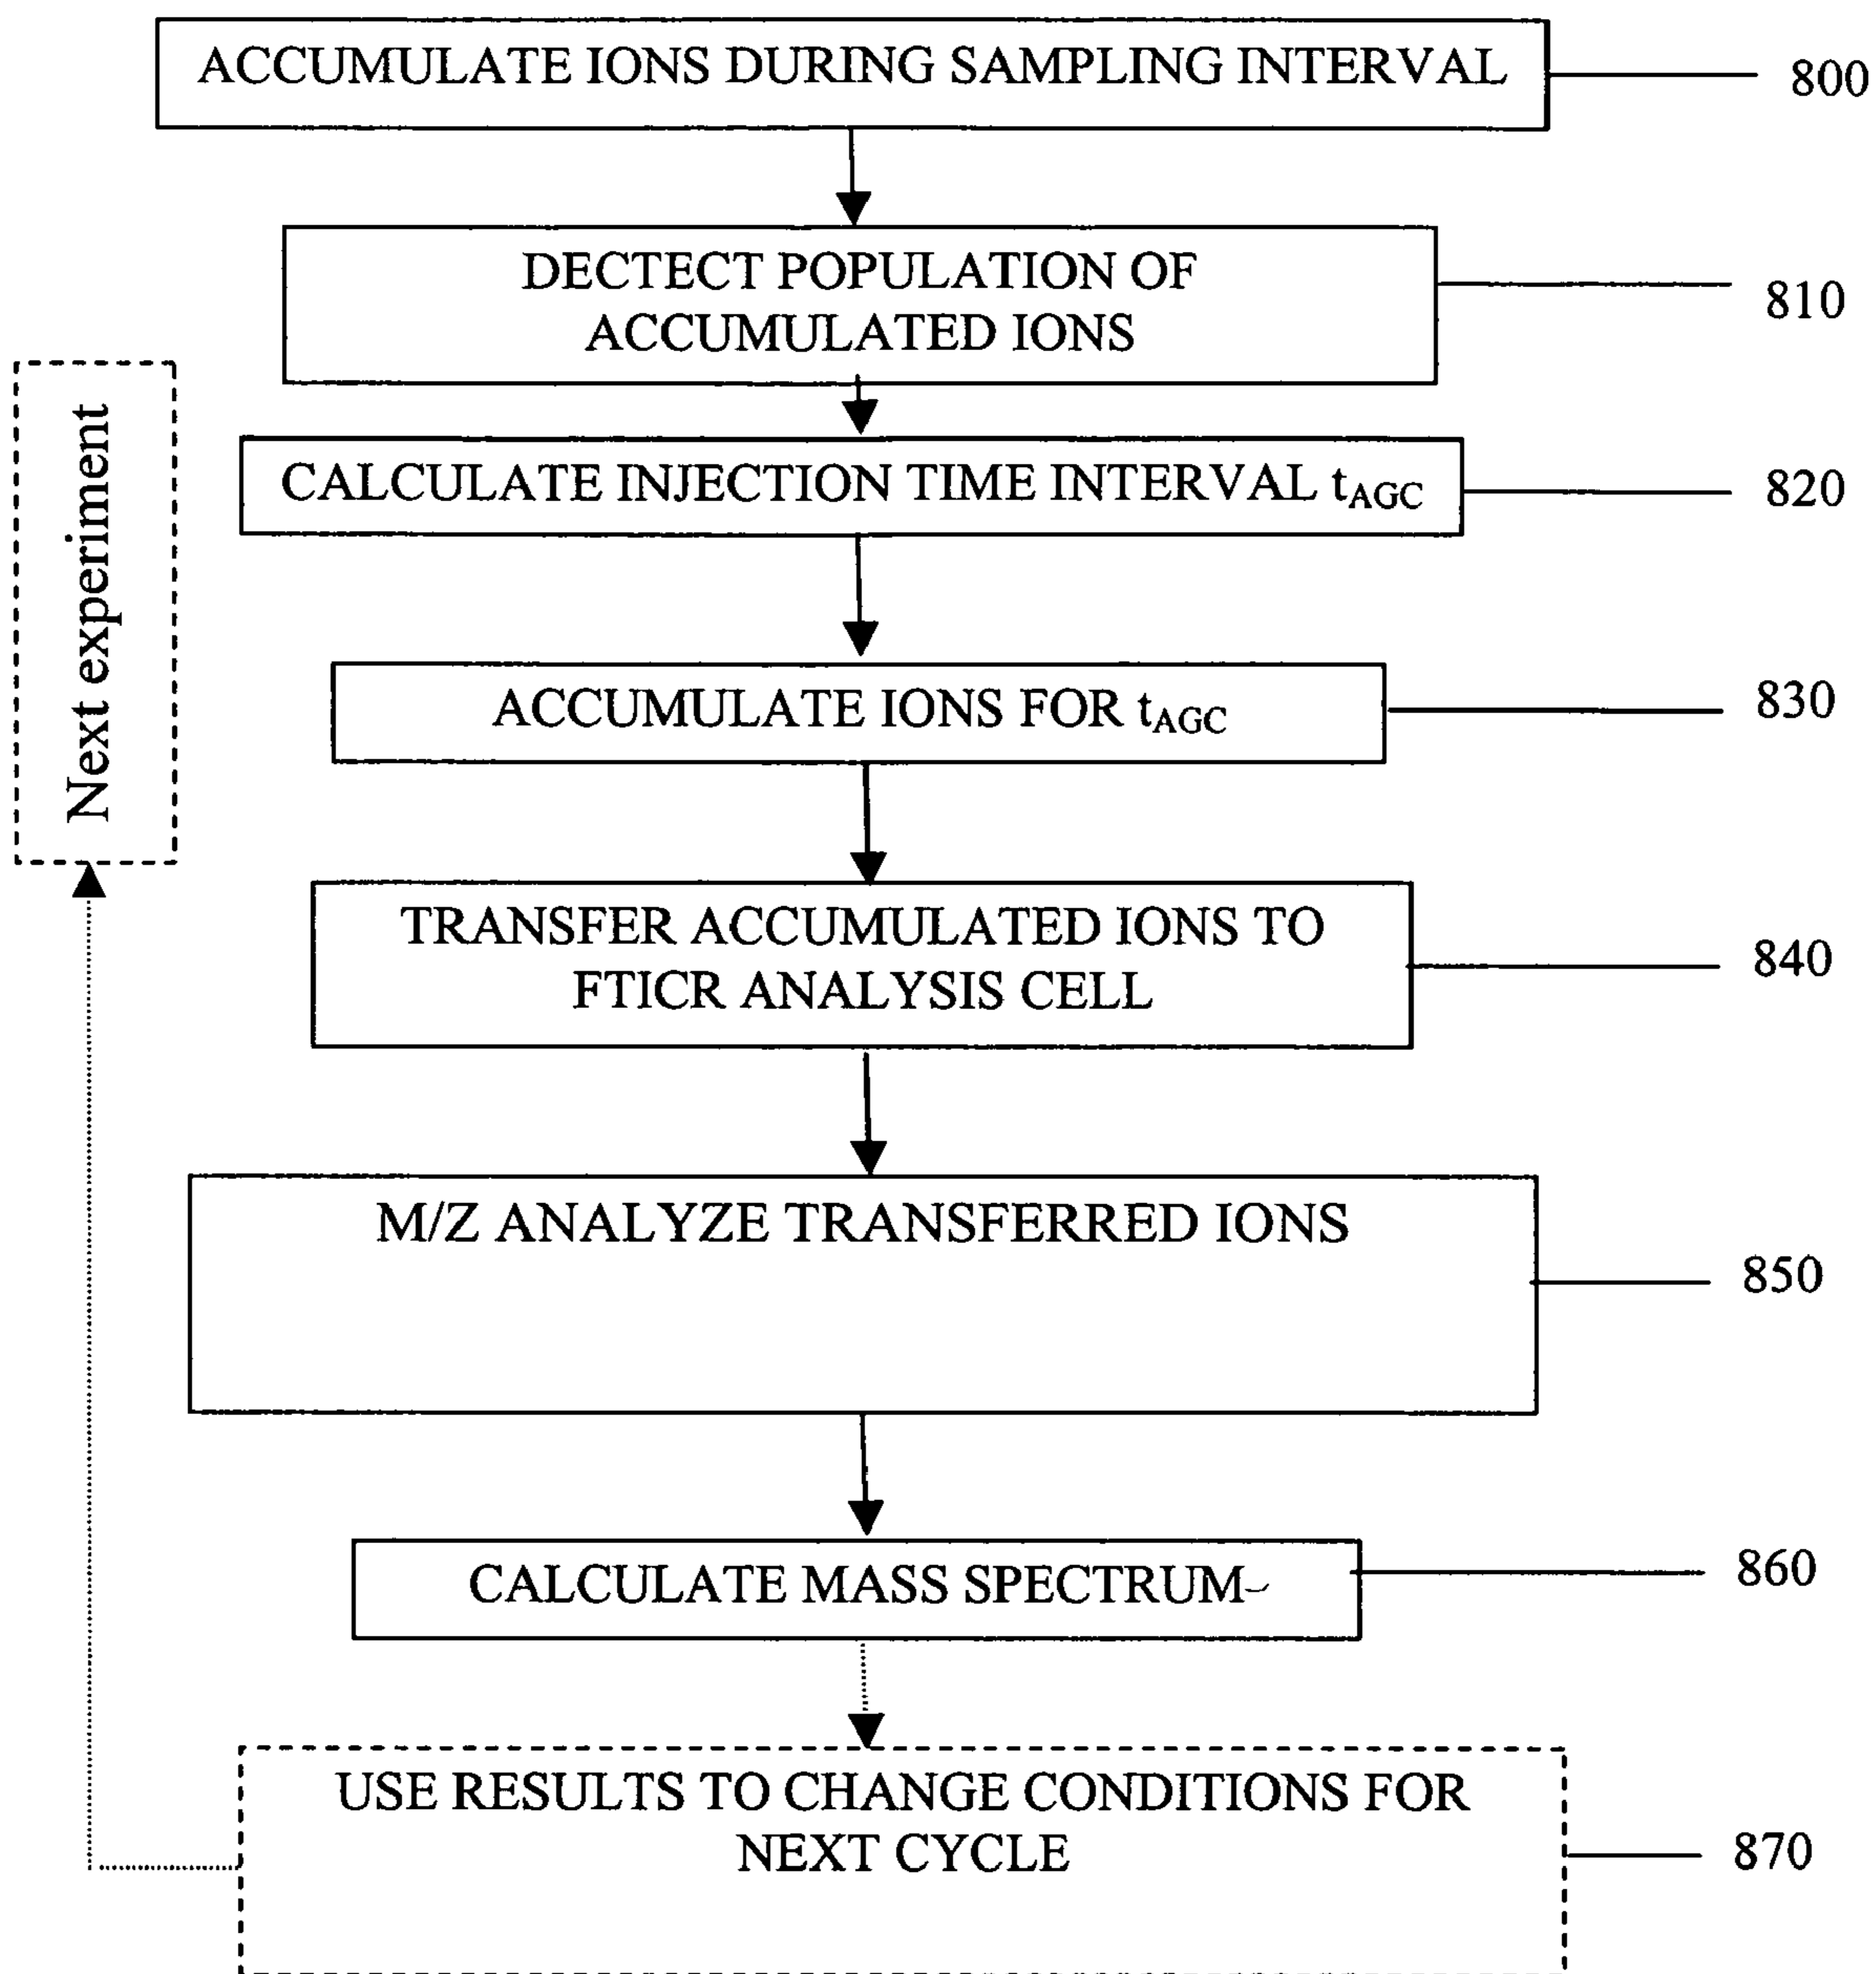 ACCUMULATE IONS DURING SAMPLING INTERVAL
800
DECTECT POPULATION OF
ACCUMULATED IONS
810
CALCULATE INJECTION TIME INTERVAL tAGC
820
Next experiment
ACCUMULATE IONS FOR tAGC
830
TRANSFER ACCUMULATED IONS TO
FTICR ANALYSIS CELL
840
M/Z ANALYZE TRANSFERRED IONS
850
CALCULATE MASS SPECTRUM
860
USE RESULTS TO CHANGE CONDITIONS FOR
NEXT CYCLE
870